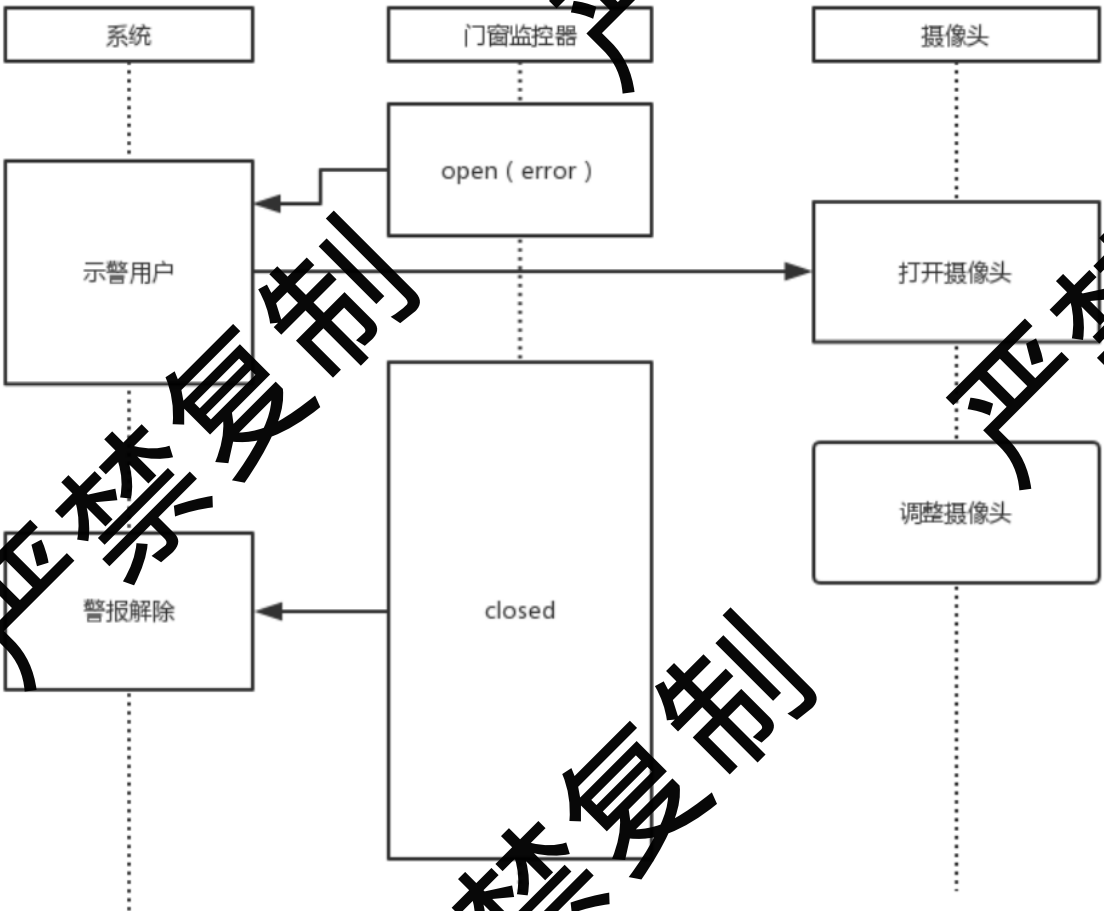 系统
门窗监控器
摄像头
open（error）
示警用户
打开摄像头
调整摄像头
警报解除
closed
严禁复制
严禁
禁复制
严